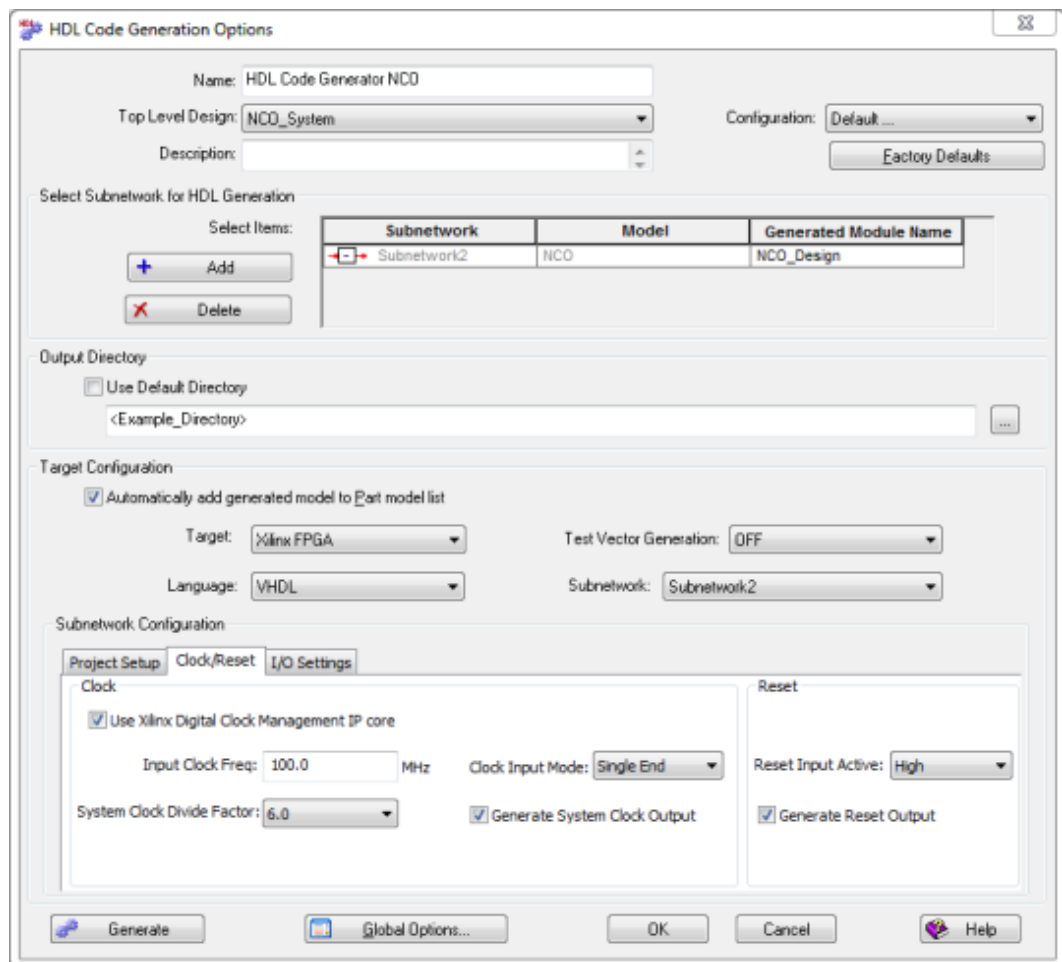 HDL Code Generation Options
Name: HDL Code Generator NCO
Top Level Design: NCO_System Configuration: Default ...
Description: Factory Defaults
Select Subnetwork for HDL Generation
Select Items: Subnetwork Model Generated Module Name
Add Subnetwork2 NCO NCO_Design
Delete
Output Directory
Use Default Directory
<Example_Directory> ...
Target Configuration
Automatically add generated model to Part model list
Target: Xilinx FPGA Test Vector Generation: OFF
Language: VHDL Subnetwork: Subnetwork2
Subnetwork Configuration
Project Setup Clock/Reset I/O Settings
Clock Reset
Use Xilinx Digital Clock Management IP core
Input Clock Freq: 100.0 MHz Clock Input Mode: Single End Reset Input Active: High
System Clock Divide Factor: 6.0 Generate System Clock Output Generate Reset Output
Generate Global Options... OK Cancel Help